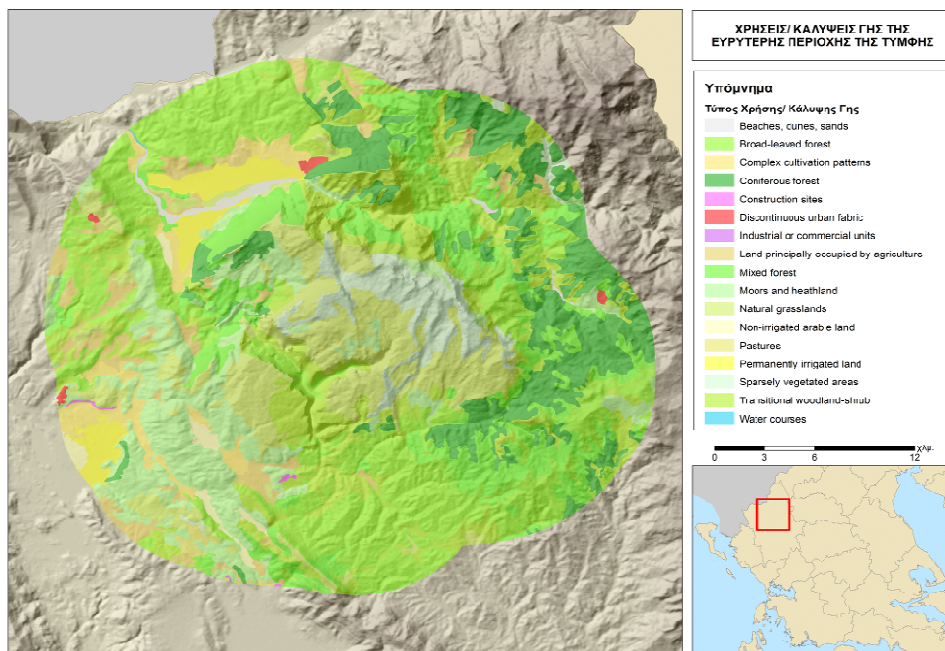 ΧΡΗΣΕΙΣ/ ΚΑΛΥΨΕΙΣ ΓΗΣ ΤΗΣ
ΕΥΡΥΤΕΡΗΣ ΠΕΡΙΟΧΗΣ ΤΗΣ ΤΥΜΦΗΣ
Υπόμνημα
Τύπος Χρήσης/ Κάλυψης Γης
Beaches, dunes, sands
Broad-leaved forest
Complex cultivation patterns
Coniferous forest
Construction sites
Discontinuous urban fabric
Industrial or commercial units
Land principally occupied by agriculture
Mixed forest
Moors and heathland
Natural grasslands
Non-irrigated arable land
Pastures
Permanently irrigated land
Sparsely vegetated areas
Transitional woodland-shrub
Water courses
χλμ.
0 3 6 12